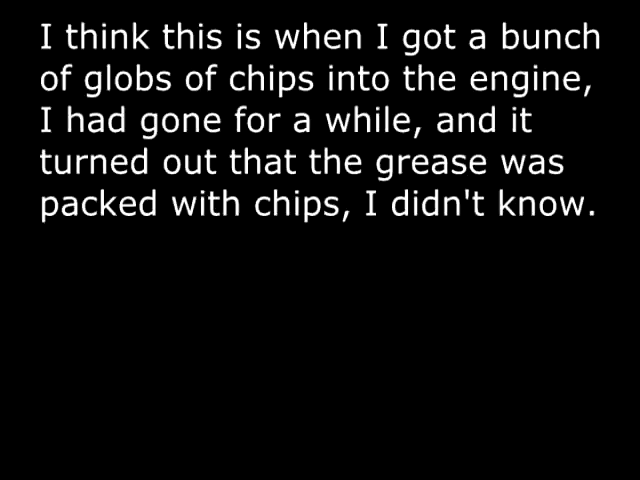 I think this is when I got a bunch
of globs of chips into the engine,
I had gone for a while, and it
turned out that the grease was
packed with chips, I didn't know.